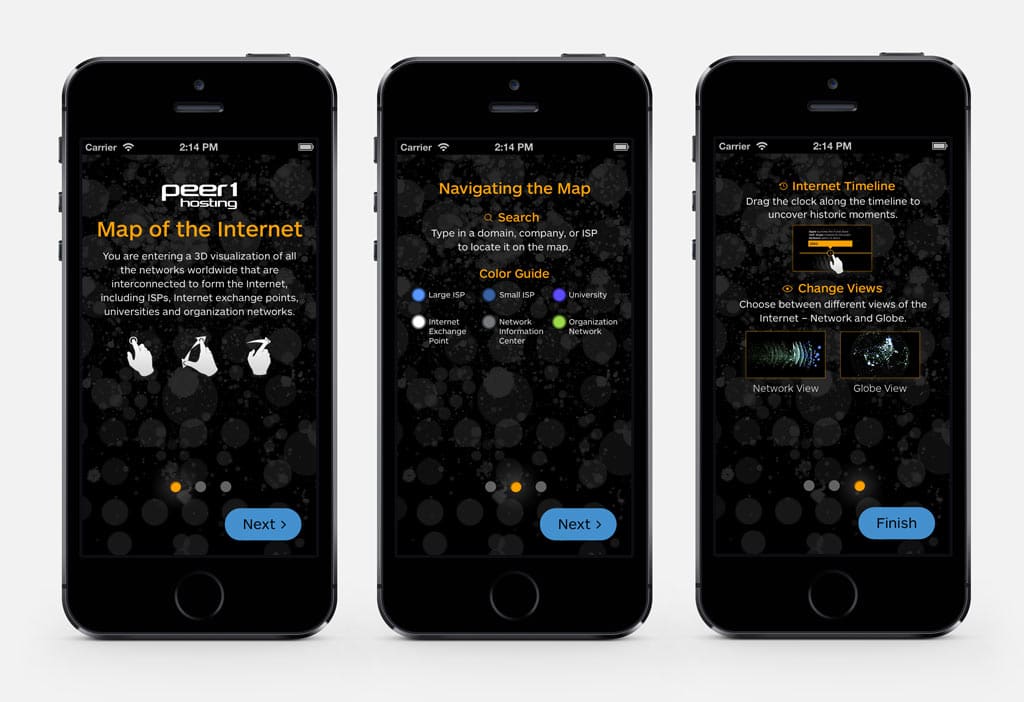 Carrier 2:14 PM
peer1
hosting
Map of the Internet
You are entering a 3D visualization of all
the networks worldwide that are
interconnected to form the Internet,
including ISPs, Internet exchange points,
universities and organization networks.
Next >
Carrier 2:14 PM
Navigating the Map
Search
Type in a domain, company, or ISP
to locate it on the map.
Color Guide
Large ISP Small ISP University
Internet Network Organization
Exchange Information Network
Point Center
Next >
Carrier 2:14 PM
Internet Timeline
Drag the clock along the timeline to
uncover historic moments.
Change Views
Choose between different views of the
Internet – Network and Globe.
Network View Globe View
Finish